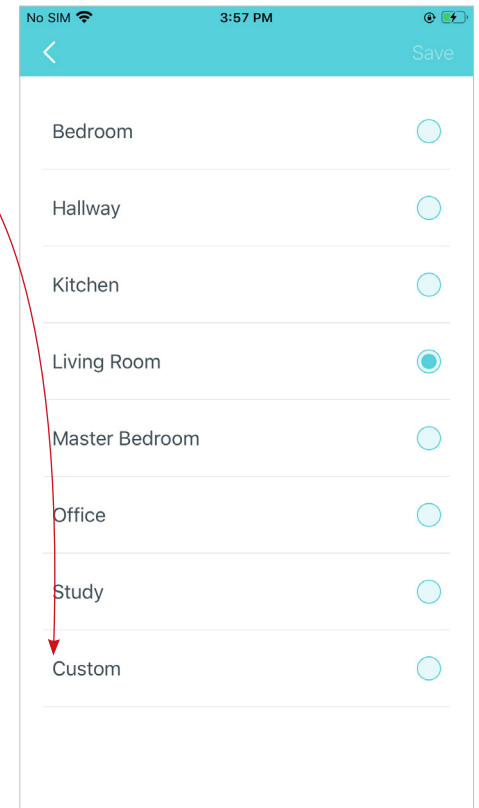 No SIM 3:57 PM
Save
Bedroom
Hallway
Kitchen
Living Room
Master Bedroom
Office
Study
Custom